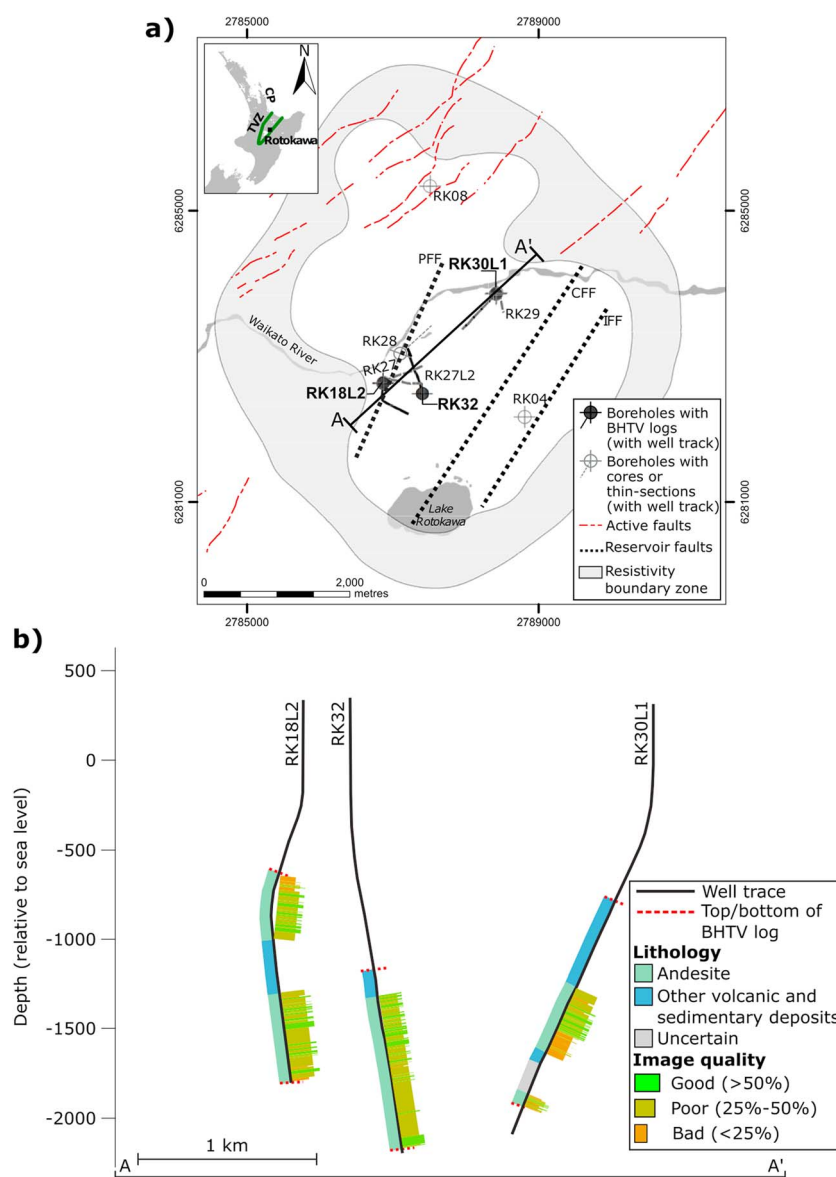 a)
2785000
2789000
N
CP
TVZ
Rotokawa
RK08
6285000
6285000
A'
PFF
RK30L1
CFF
RK29
IFF
Waikato River
RK28
RK27
RK27L2
RK18L2
RK32
RK04
A
Boreholes with
BHTV logs
(with well track)
Boreholes with
cores or
thin-sections
(with well track)
Active faults
Reservoir faults
Resistivity
boundary zone
6281000
6281000
Lake
Rotokawa
0
2,000
metres
2785000
2789000
b)
500
0
-500
-1000
-1500
-2000
Depth (relative to sea level)
RK18L2
RK32
RK30L1
Well trace
Top/bottom of
BHTV log
Lithology
Andesite
Other volcanic and
sedimentary deposits
Uncertain
Image quality
Good (>50%)
Poor (25%-50%)
Bad (<25%)
1 km
A
A'